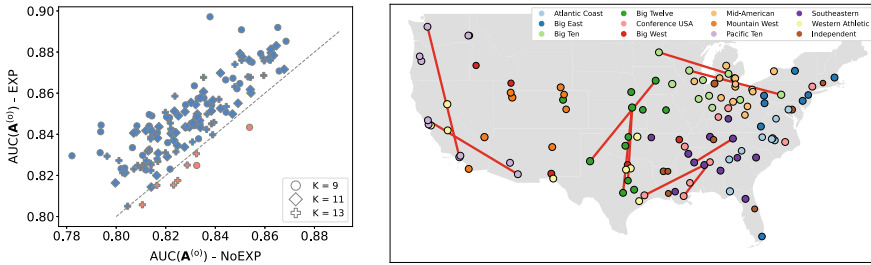 0.90
0.88
0.86
0.84
0.82
0.80
AUC(A^(o)) - EXP
0.78 0.80 0.82 0.84 0.86 0.88
AUC(A^(o)) - NoEXP
K = 9
K = 11
K = 13
Atlantic Coast
Big East
Big Ten
Big Twelve
Conference USA
Big West
Mid-American
Mountain West
Pacific Ten
Southeastern
Western Athletic
Independent